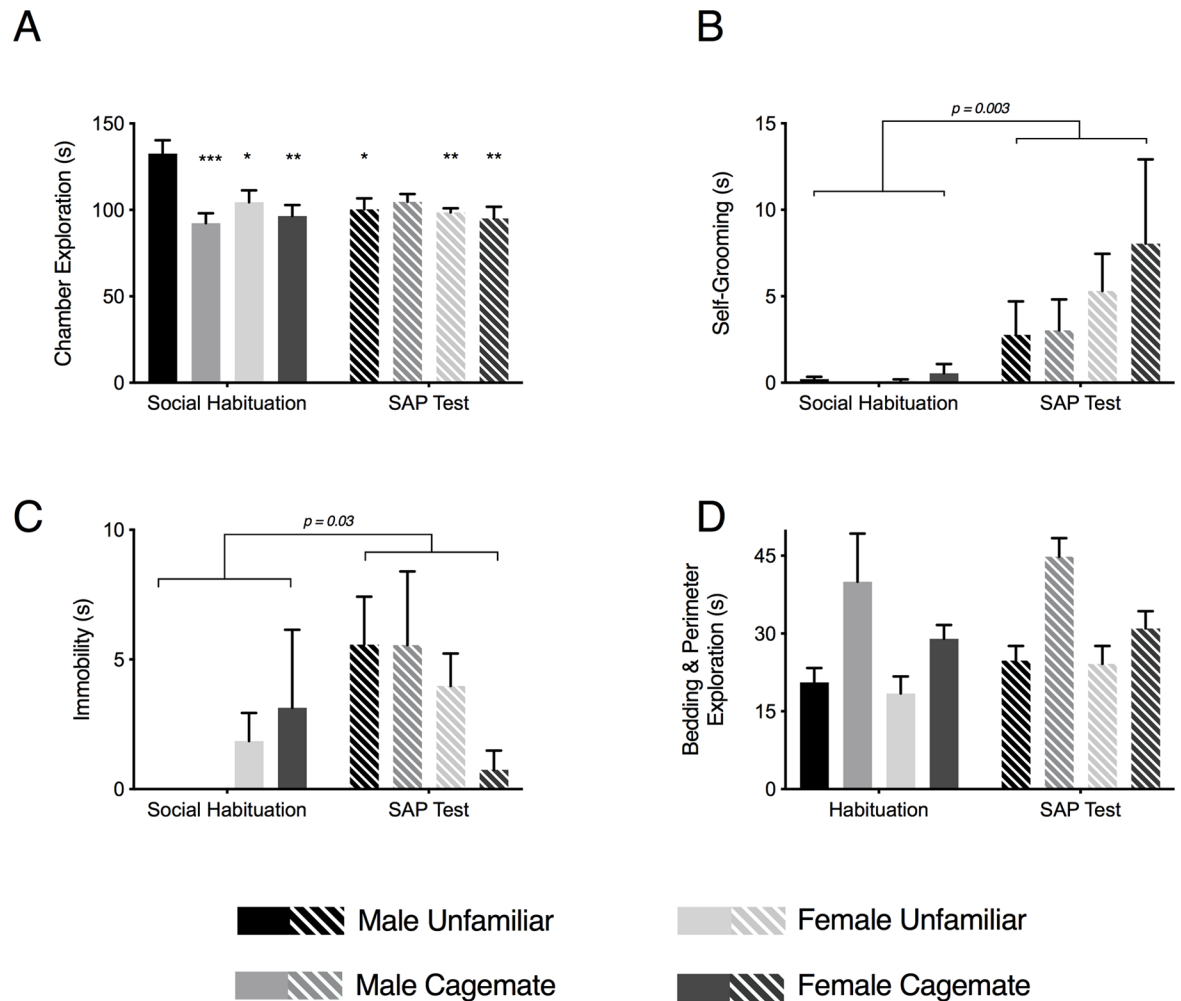 A
Chamber Exploration (s)
150
100
50
0
***
*
**
*
**
**
Social Habituation
SAP Test
B
Self-Grooming (s)
15
10
5
0
p = 0.003
Social Habituation
SAP Test
C
Immobility (s)
10
5
0
p = 0.03
Social Habituation
SAP Test
D
Bedding & Perimeter
Exploration (s)
45
30
15
0
Habituation
SAP Test
Male Unfamiliar
Female Unfamiliar
Male Cagemate
Female Cagemate